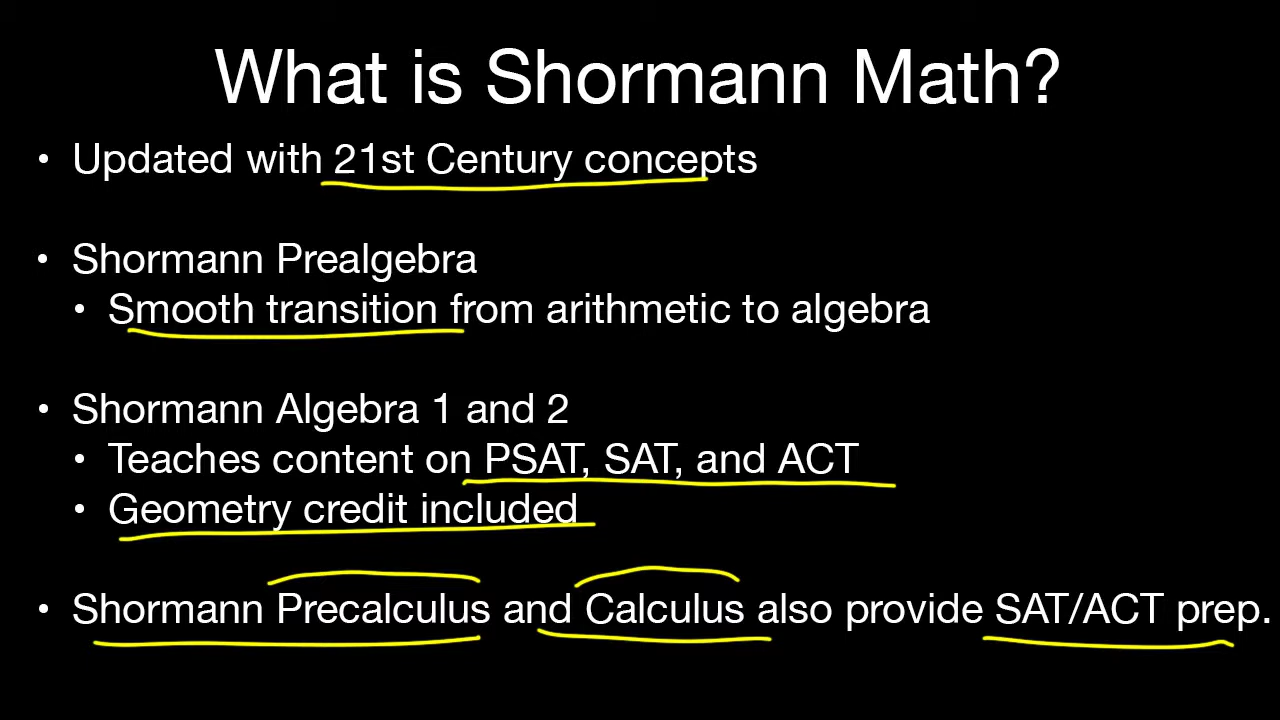 What is Shormann Math?
• Updated with 21st Century concepts
• Shormann Prealgebra
• Smooth transition from arithmetic to algebra
• Shormann Algebra 1 and 2
• Teaches content on PSAT, SAT, and ACT
• Geometry credit included
• Shormann Precalculus and Calculus also provide SAT/ACT prep.